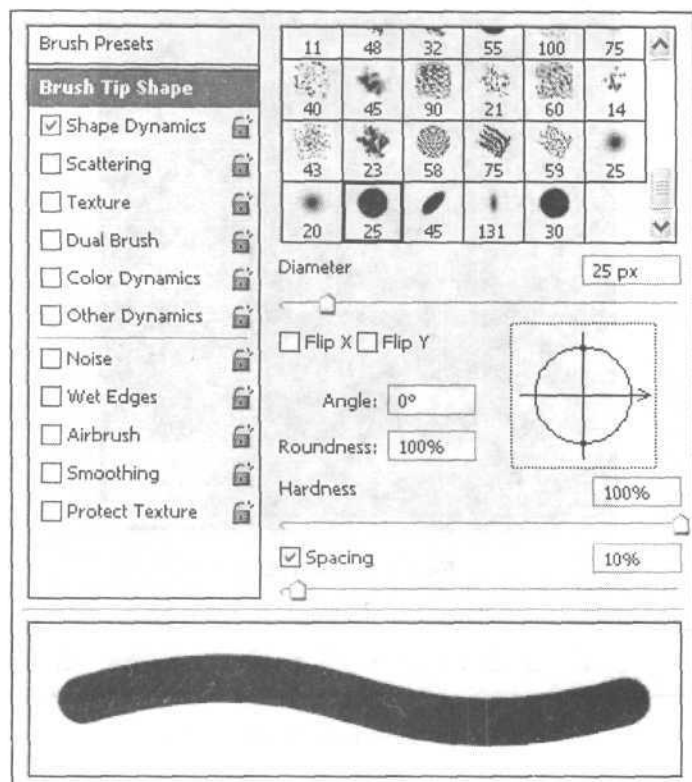 Brush Presets
Brush Tip Shape
Shape Dynamics
Scattering
Texture
Dual Brush
Color Dynamics
Other Dynamics
Noise
Wet Edges
Airbrush
Smoothing
Protect Texture
11 48 32 55 100 75
40 45 90 21 60 14
43 23 58 75 59 25
20 25 45 131 30
Diameter 25 px
Flip X Flip Y
Angle: 0°
Roundness: 100%
Hardness 100%
Spacing 10%